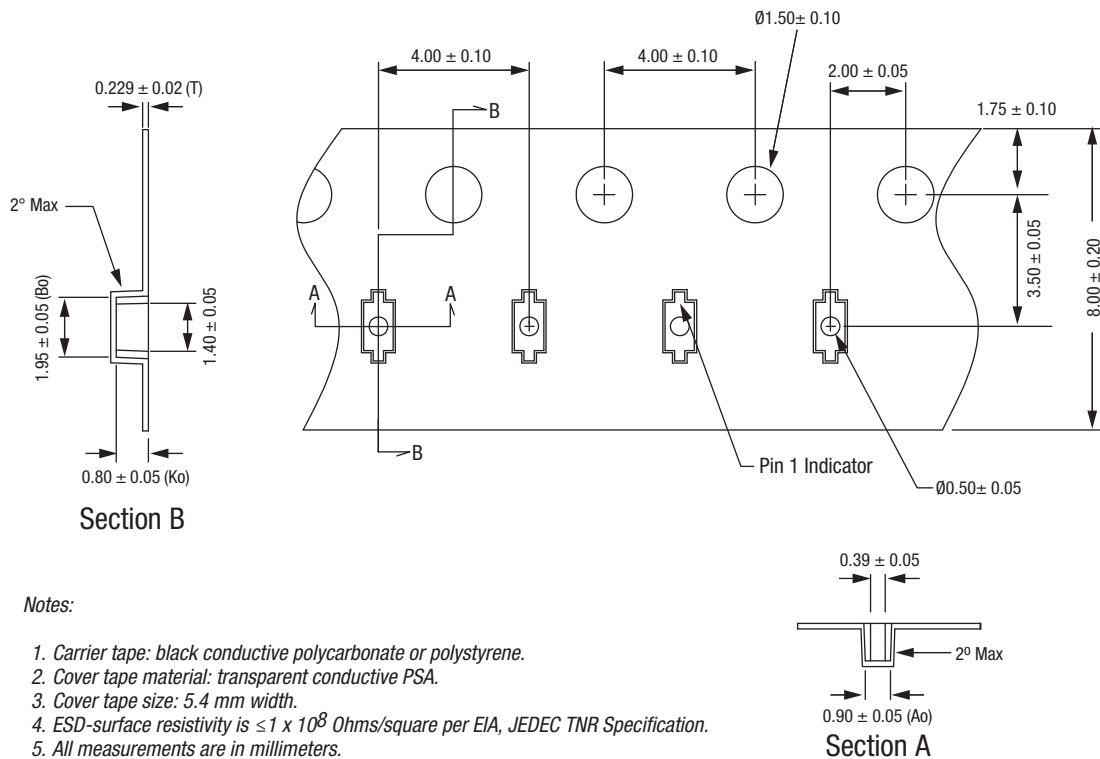 Ø1.50± 0.10
4.00 ± 0.10
4.00 ± 0.10
2.00 ± 0.05
0.229 ± 0.02 (T)
1.75 ± 0.10
B
2° Max
A
A
1.95 ± 0.05 (Bo)
1.40 ± 0.05
3.50 ± 0.05
8.00 ± 0.20
B
Pin 1 Indicator
0.80 ± 0.05 (Ko)
Ø0.50± 0.05
Section B
0.39 ± 0.05
Notes:
1. Carrier tape: black conductive polycarbonate or polystyrene.
2. Cover tape material: transparent conductive PSA.
3. Cover tape size: 5.4 mm width.
4. ESD-surface resistivity is ≤1 x 10⁸ Ohms/square per EIA, JEDEC TNR Specification.
5. All measurements are in millimeters.
2º Max
0.90 ± 0.05 (Ao)
Section A